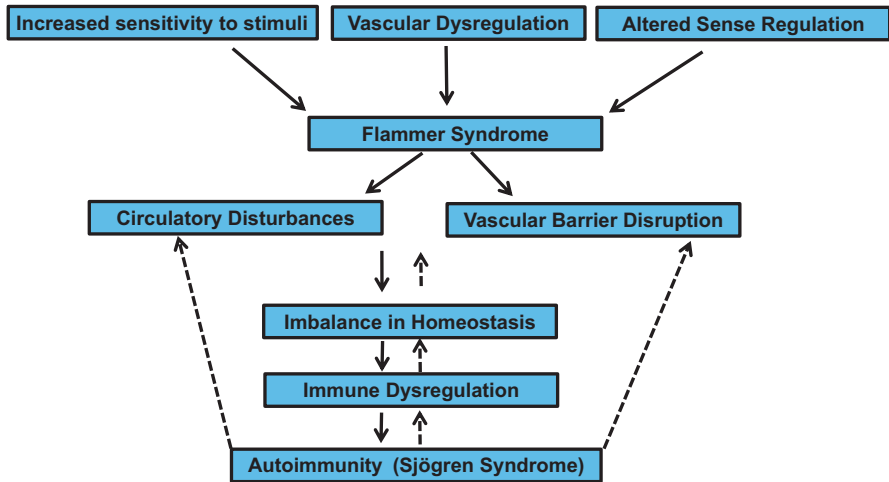 Increased sensitivity to stimuli
Vascular Dysregulation
Altered Sense Regulation
Flammer Syndrome
Circulatory Disturbances
Vascular Barrier Disruption
Imbalance in Homeostasis
Immune Dysregulation
Autoimmunity (Sjögren Syndrome)